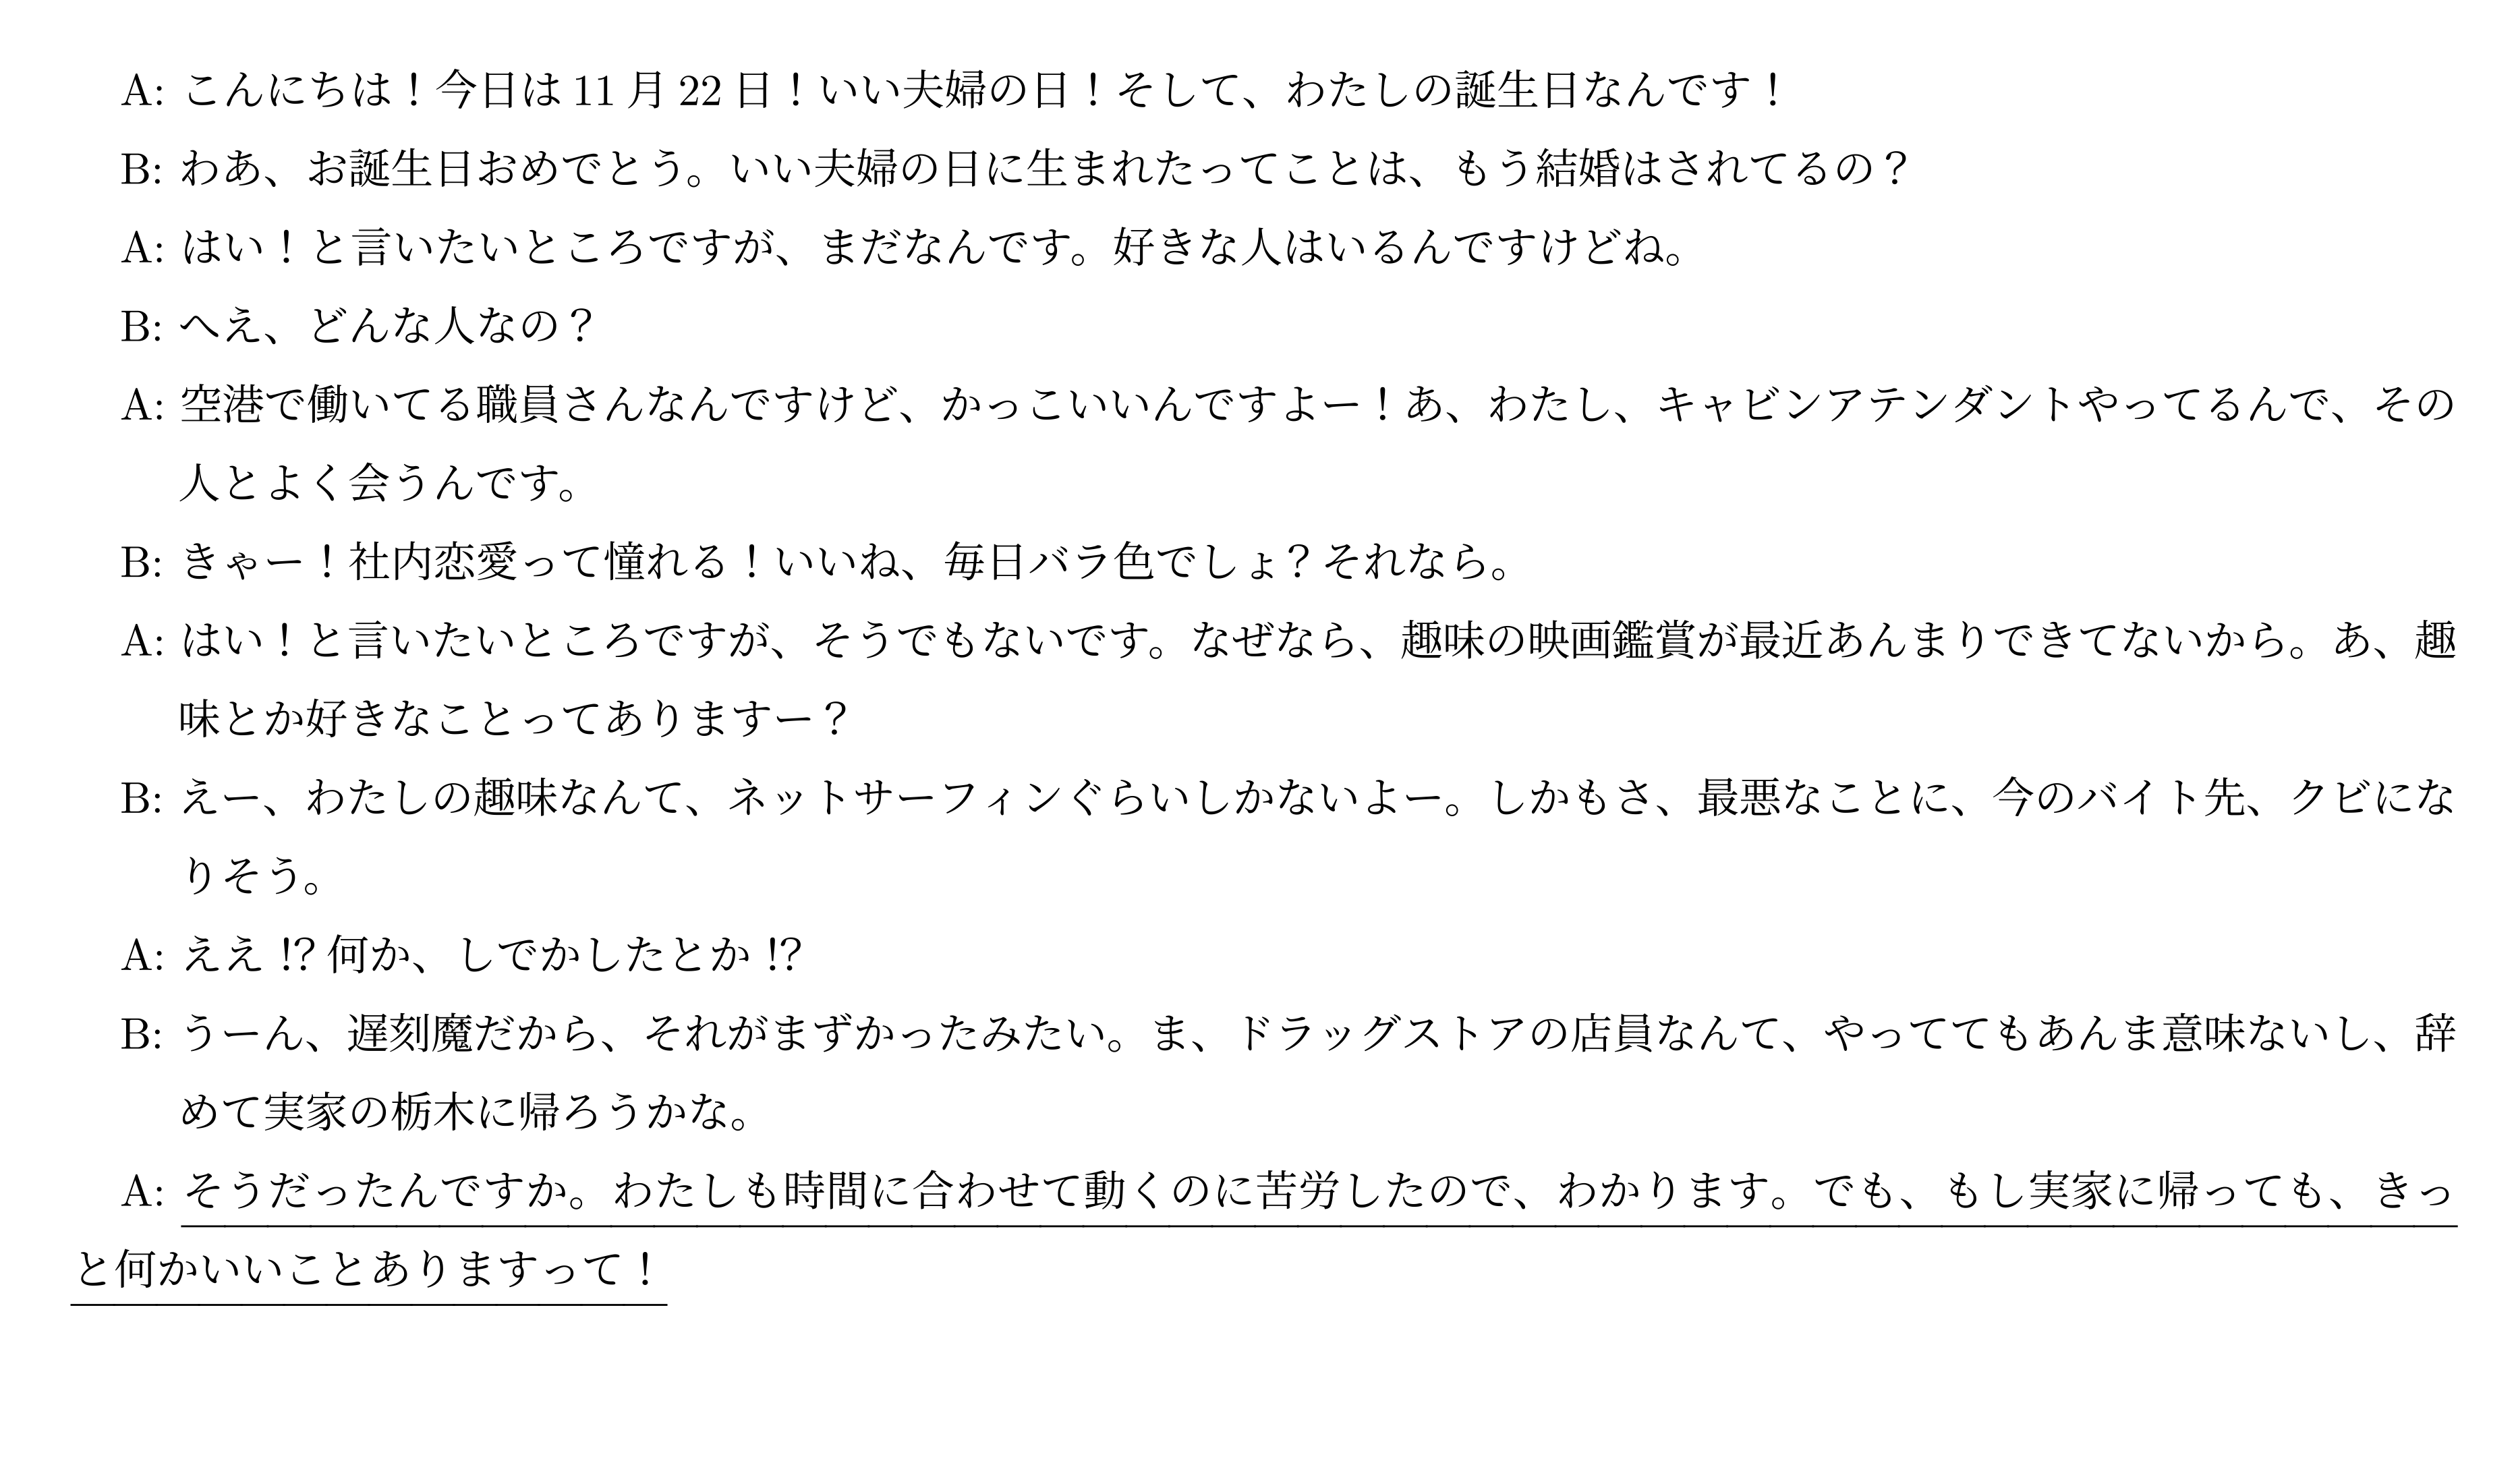 A: こんにちは！今日は 11 月 22 日！いい夫婦の日！そして、わたしの誕生日なんです！
B: わあ、お誕生日おめでとう。いい夫婦の日に生まれたってことは、もう結婚はされてるの？
A: はい！と言いたいところですが、まだなんです。好きな人はいるんですけどね。
B: へえ、どんな人なの？
A: 空港で働いてる職員さんなんですけど、かっこいいんですよー！あ、わたし、キャビンアテンダントやってるんで、その
人とよく会うんです。
B: きゃー！社内恋愛って憧れる！いいね、毎日バラ色でしょ？それなら。
A: はい！と言いたいところですが、そうでもないです。なぜなら、趣味の映画鑑賞が最近あんまりできてないから。あ、趣
味とか好きなことってありますー？
B: えー、わたしの趣味なんて、ネットサーフィンぐらいしかないよー。しかもさ、最悪なことに、今のバイト先、クビにな
りそう。
A: ええ !? 何か、しでかしたとか !?
B: うーん、遅刻魔だから、それがまずかったみたい。ま、ドラッグストアの店員なんて、やっててもあんま意味ないし、辞
めて実家の栃木に帰ろうかな。
A: そうだったんですか。わたしも時間に合わせて動くのに苦労したので、わかります。でも、もし実家に帰っても、きっ
と何かいいことありますって！